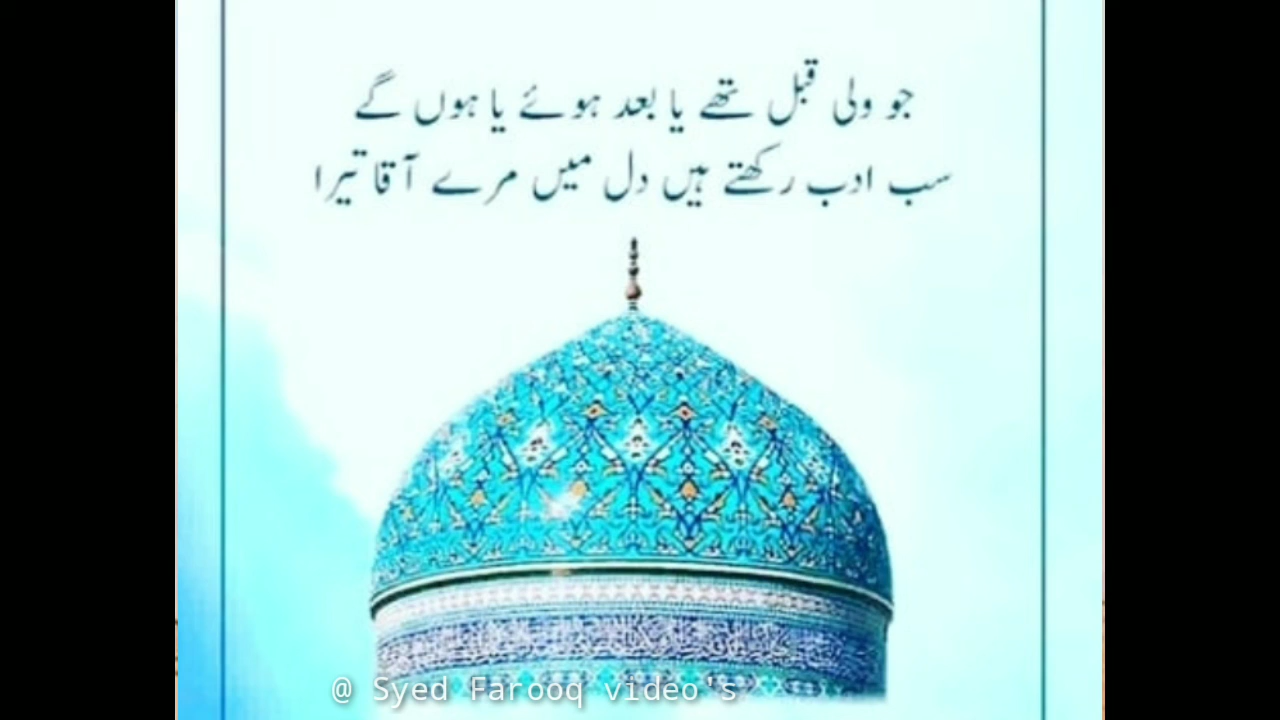 جو ولی قبل تھے یا بعد ہوئے یا ہوں گے
سب ادب رکھتے ہیں دل میں مرے آقا تیرا
@ Syed Farooq video's